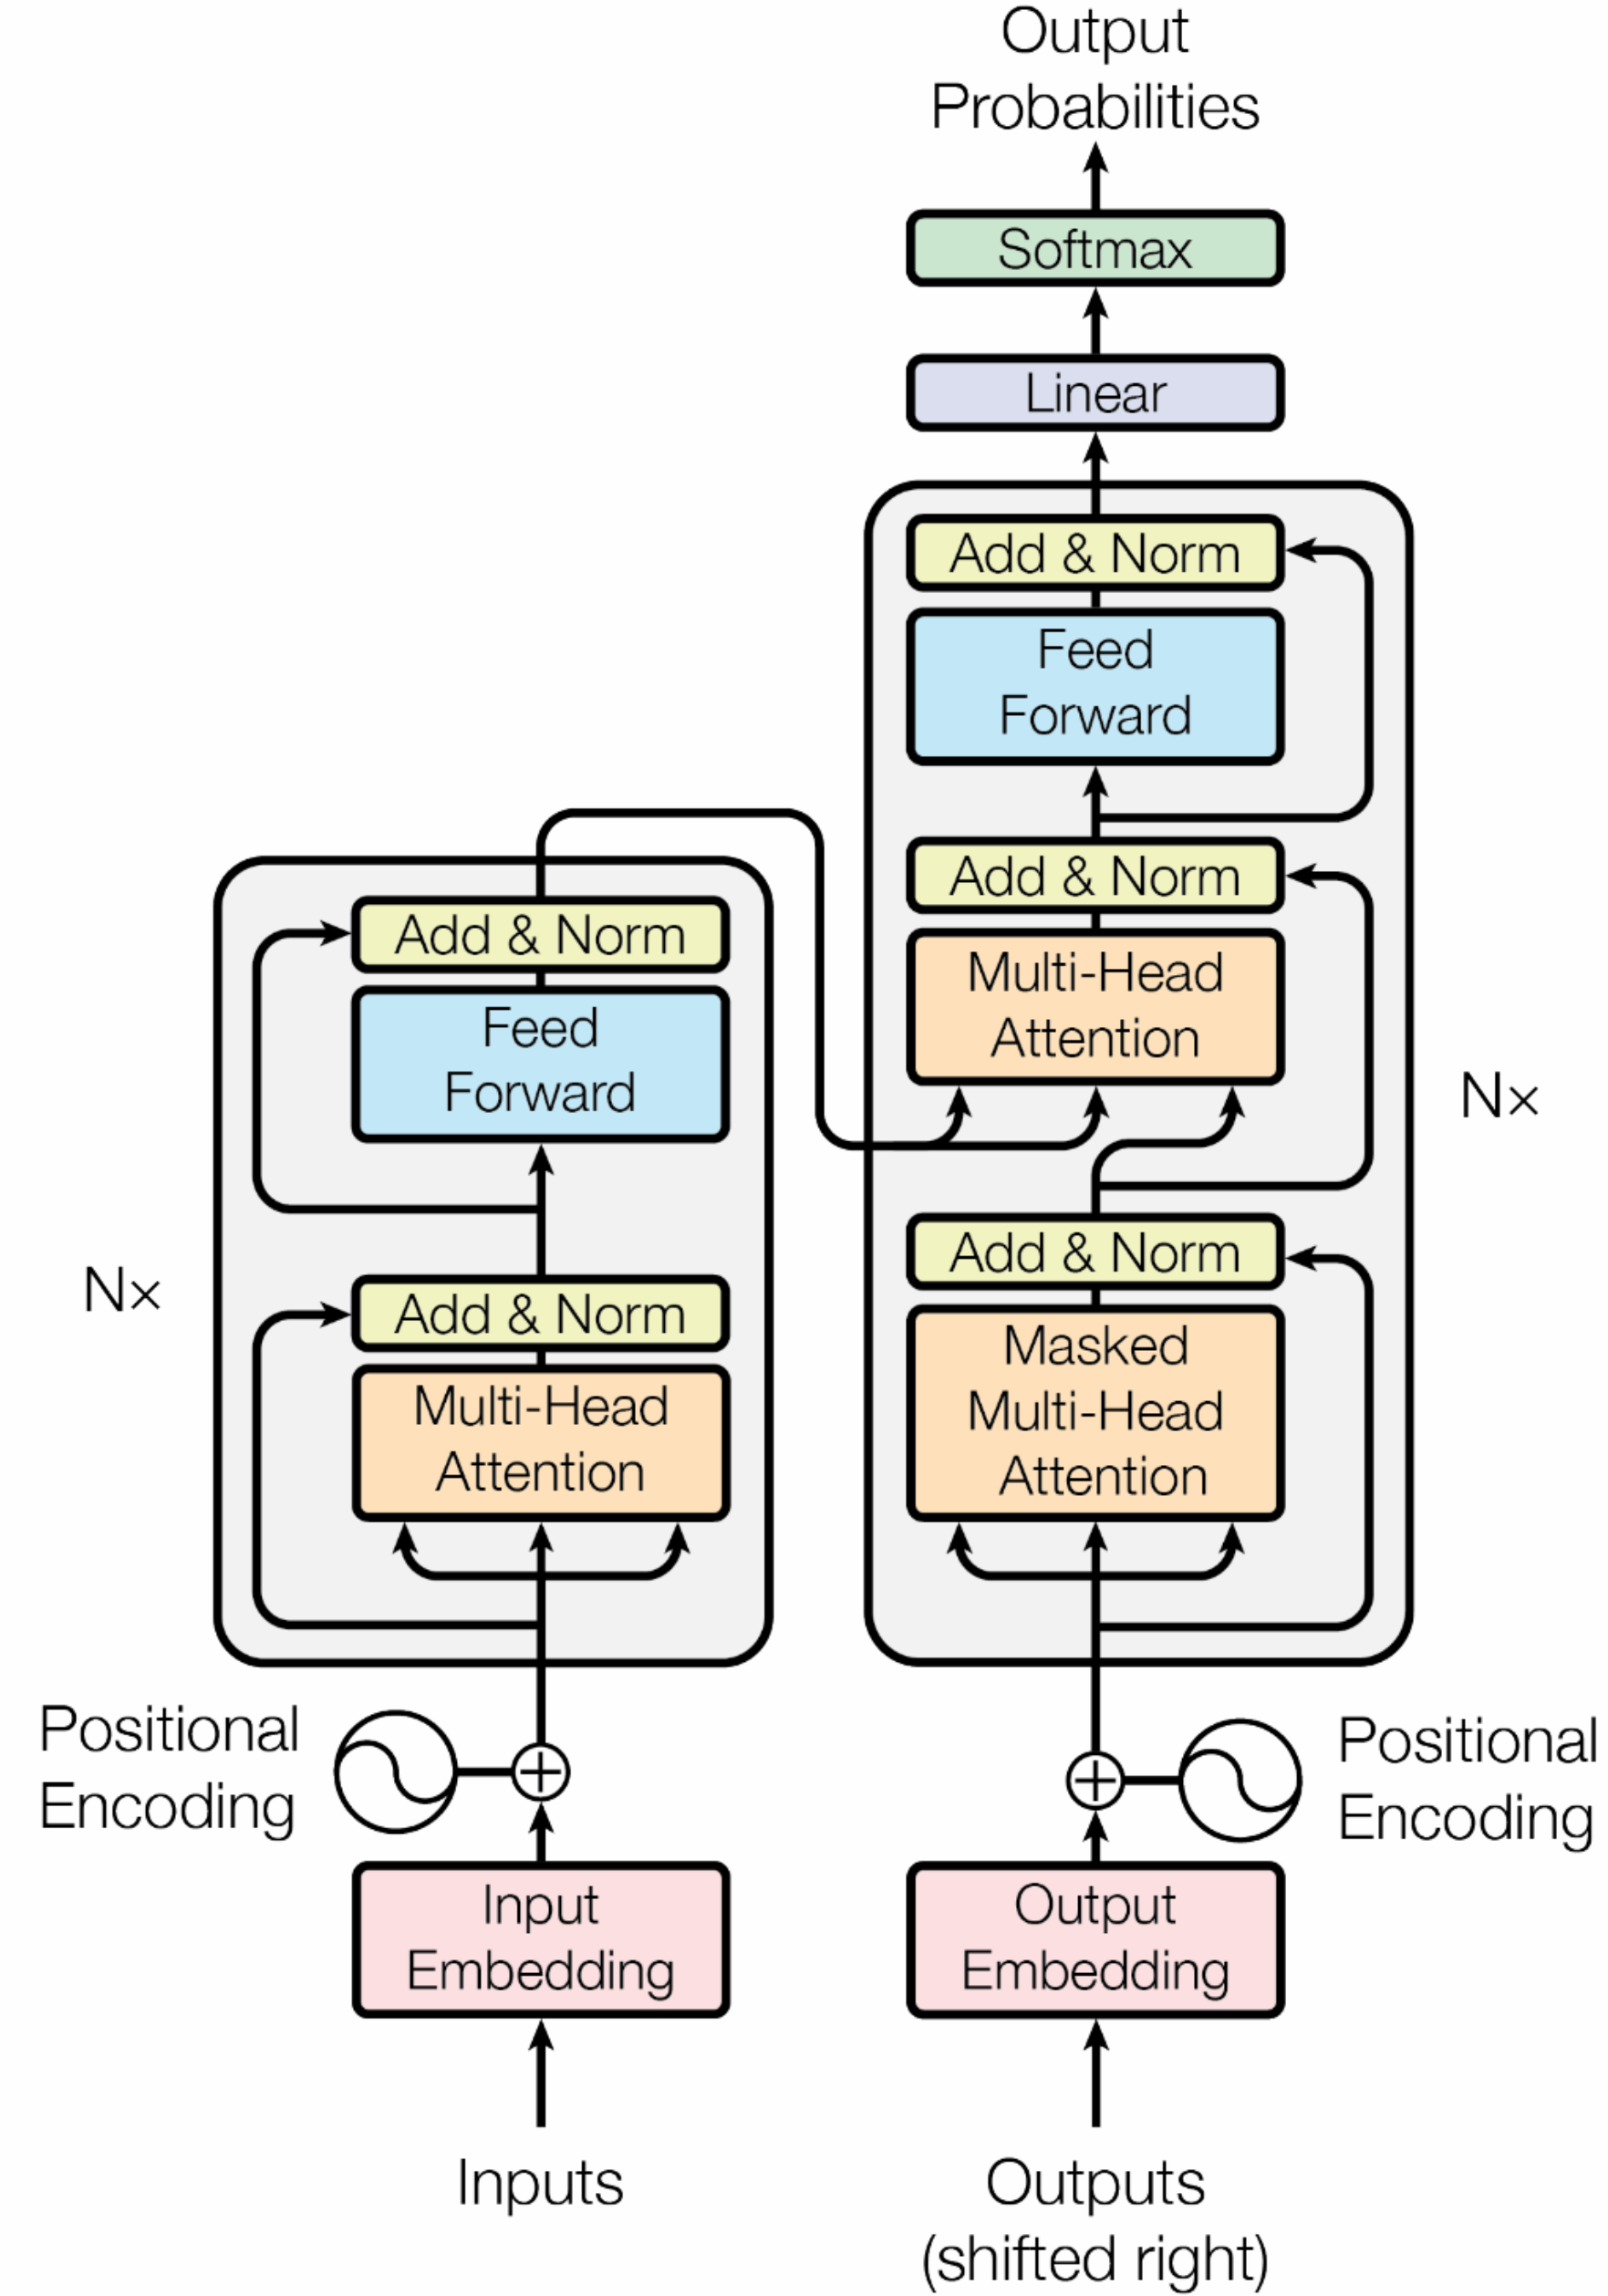 Output
Probabilities
Softmax
Linear
Add & Norm
Feed
Forward
Add & Norm
Multi-Head
Attention
Add & Norm
Masked
Multi-Head
Attention
N×
Add & Norm
Feed
Forward
Add & Norm
Multi-Head
Attention
N×
Positional
Encoding
Positional
Encoding
Input
Embedding
Output
Embedding
Inputs
Outputs
(shifted right)